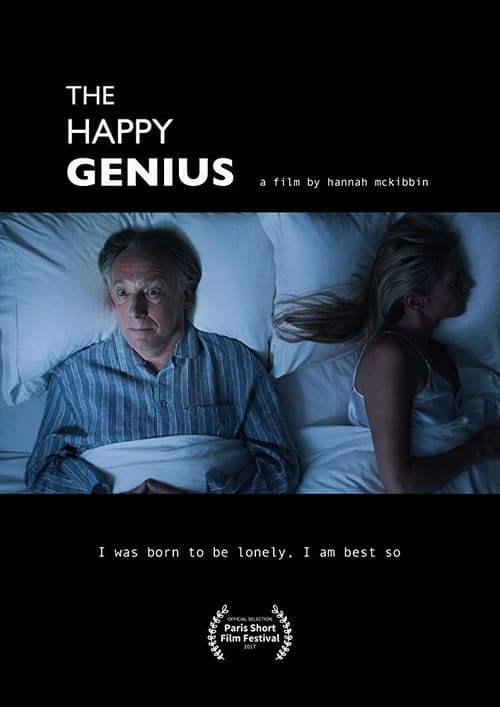 THE
HAPPY
GENIUS
a film by hannah mckibbin
I was born to be lonely, I am best so
OFFICIAL SELECTION
Paris Short
Film Festival
2017